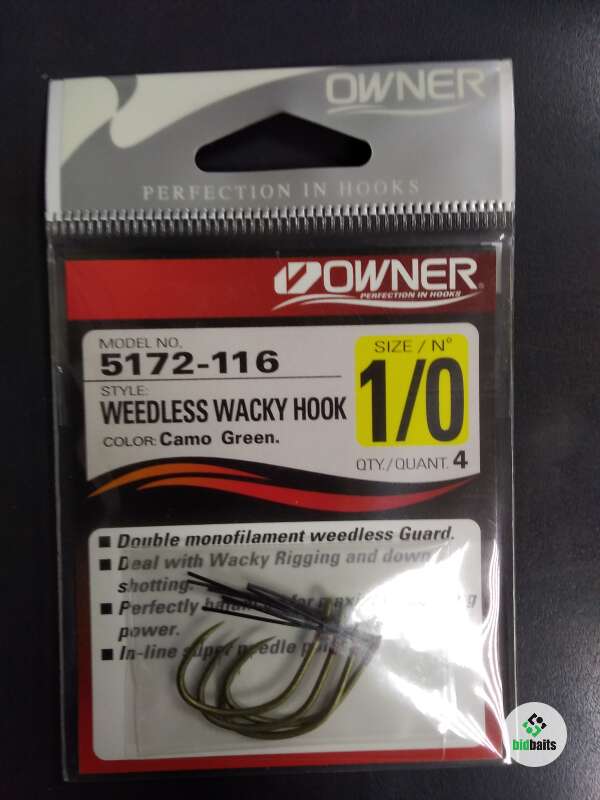 OWNER
PERFECTION IN HOOKS
OWNER
PERFECTION IN HOOKS
MODEL NO.
5172-116
STYLE:
WEEDLESS WACKY HOOK
COLOR: Camo Green.
SIZE / N°
1/0
QTY./QUANT. 4
■ Double monofilament weedless Guard.
■ Deal with Wacky Rigging and down
shotting.
■ Perfectly
power.
■ In-line super needle
bidbaits